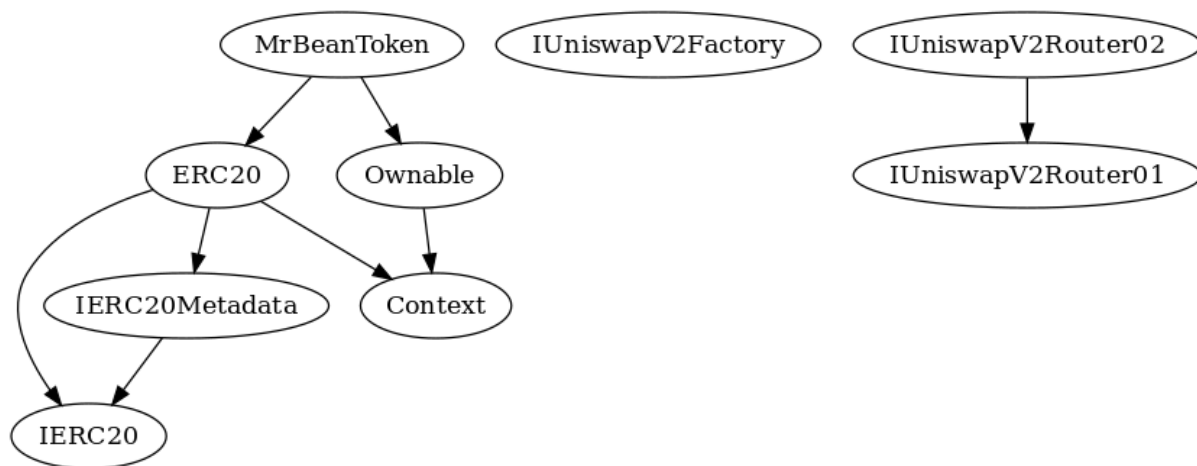 MrBeanToken
IUniswapV2Factory
IUniswapV2Router02
ERC20
Ownable
IUniswapV2Router01
IERC20Metadata
Context
IERC20